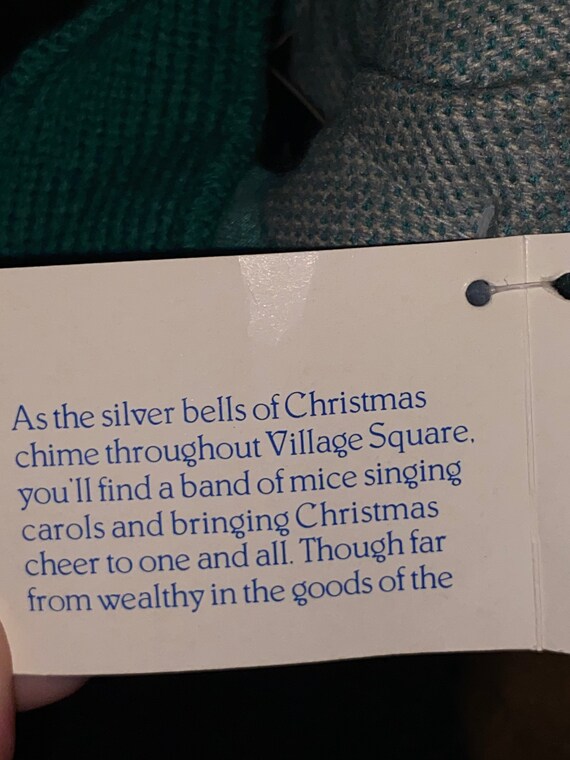 As the silver bells of Christmas
chime throughout Village Square,
you'll find a band of mice singing
carols and bringing Christmas
cheer to one and all. Though far
from wealthy in the goods of the